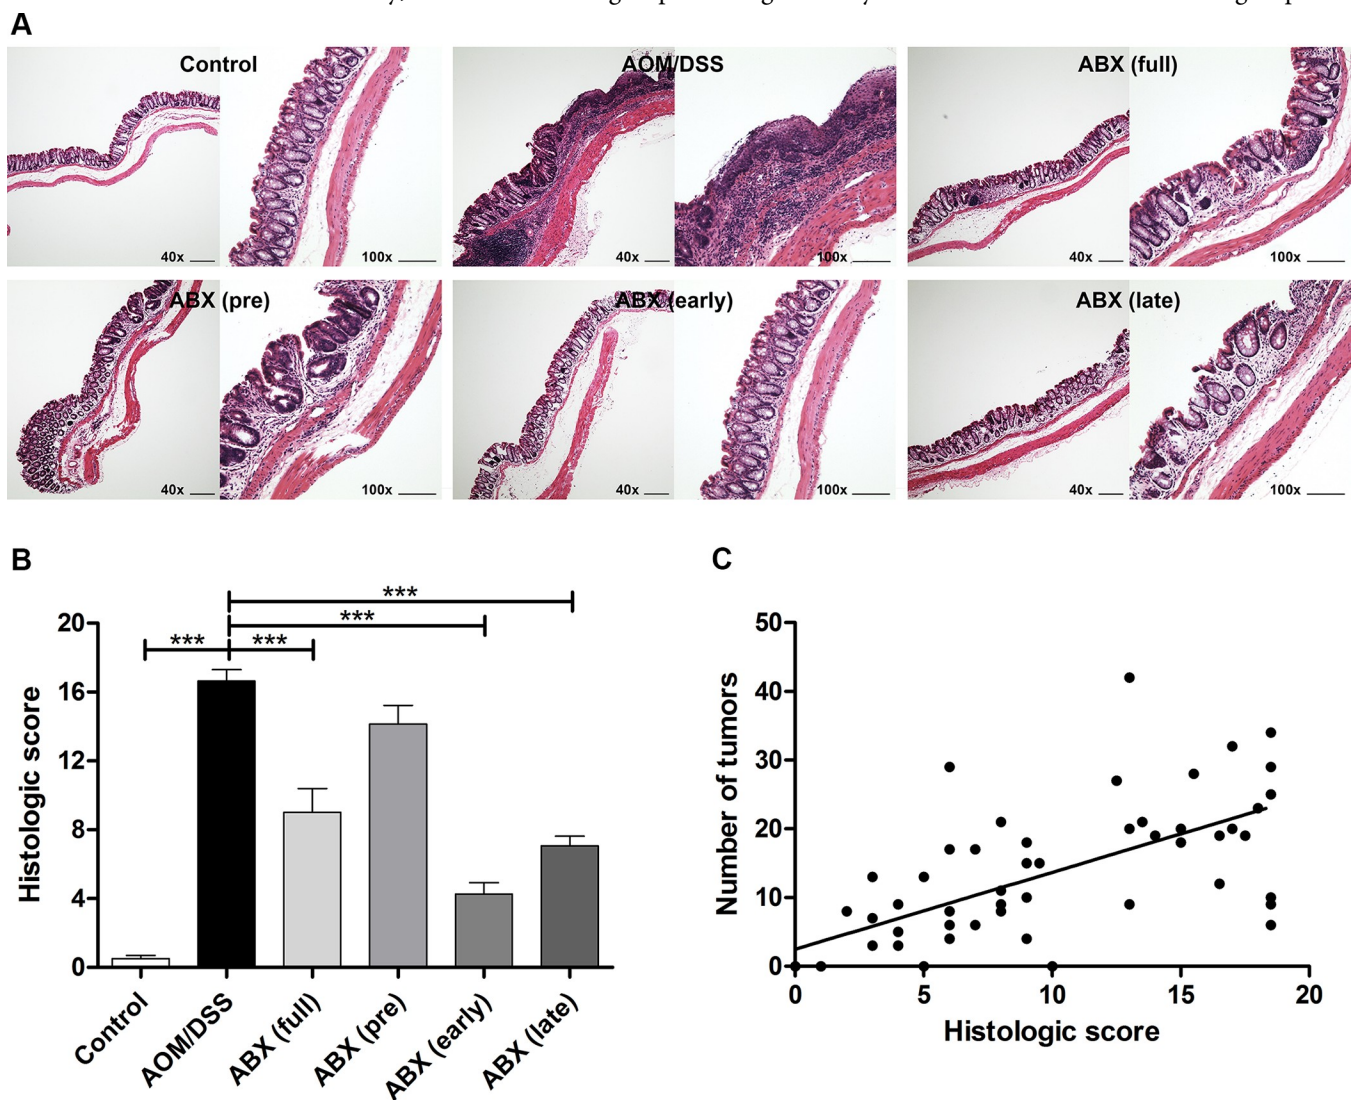 A
Control
AOM/DSS
ABX (full)
40x
100x
40x
100x
40x
100x
ABX (pre)
ABX (early)
ABX (late)
40x
100x
40x
100x
40x
100x
B
Histologic score
20
16
12
8
4
0
***
***
***
***
Control
AOM/DSS
ABX (full)
ABX (pre)
ABX (early)
ABX (late)
C
Number of tumors
50
40
30
20
10
0
0
5
10
15
20
Histologic score